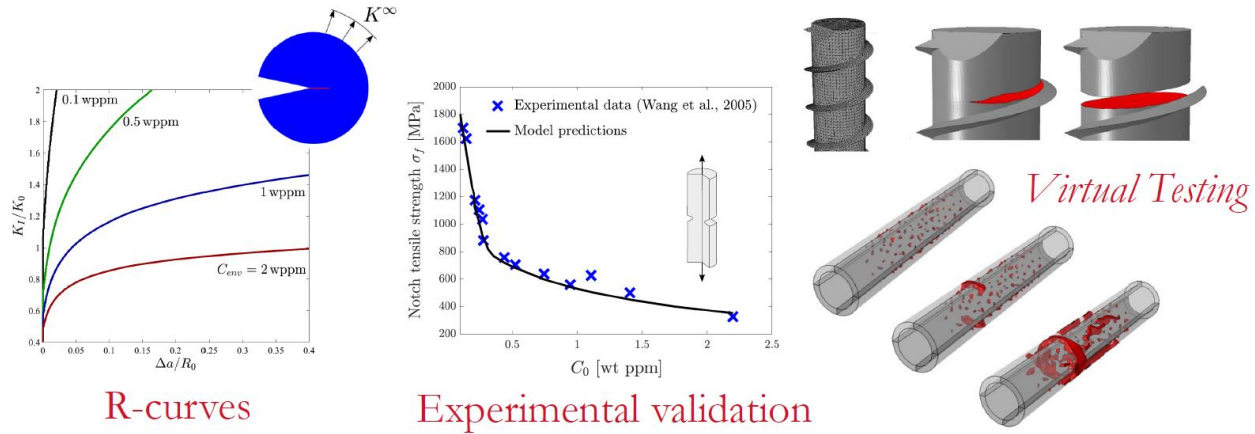 K^∞
0.1 wppm
0.5 wppm
1 wppm
C_env = 2 wppm
K_I/K_0
2
1.8
1.6
1.4
1.2
1
0.8
0.6
0.4
0
0.05
0.1
0.15
0.2
0.25
0.3
0.35
0.4
Δa/R_0
R-curves
Notch tensile strength σ_f [MPa]
2000
1800
1600
1400
1200
1000
800
600
400
200
Experimental data (Wang et al., 2005)
Model predictions
0.5
1
1.5
2
2.5
C_0 [wt ppm]
Experimental validation
Virtual Testing